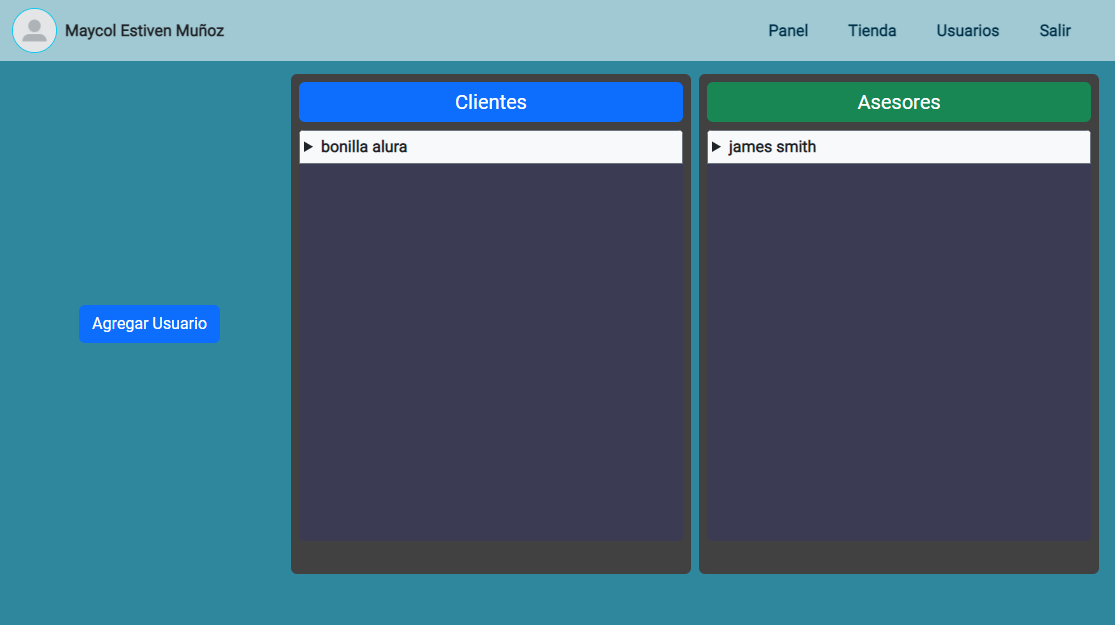 Maycol Estiven Muñoz
Panel
Tienda
Usuarios
Salir
Clientes
Asesores
bonilla alura
james smith
Agregar Usuario